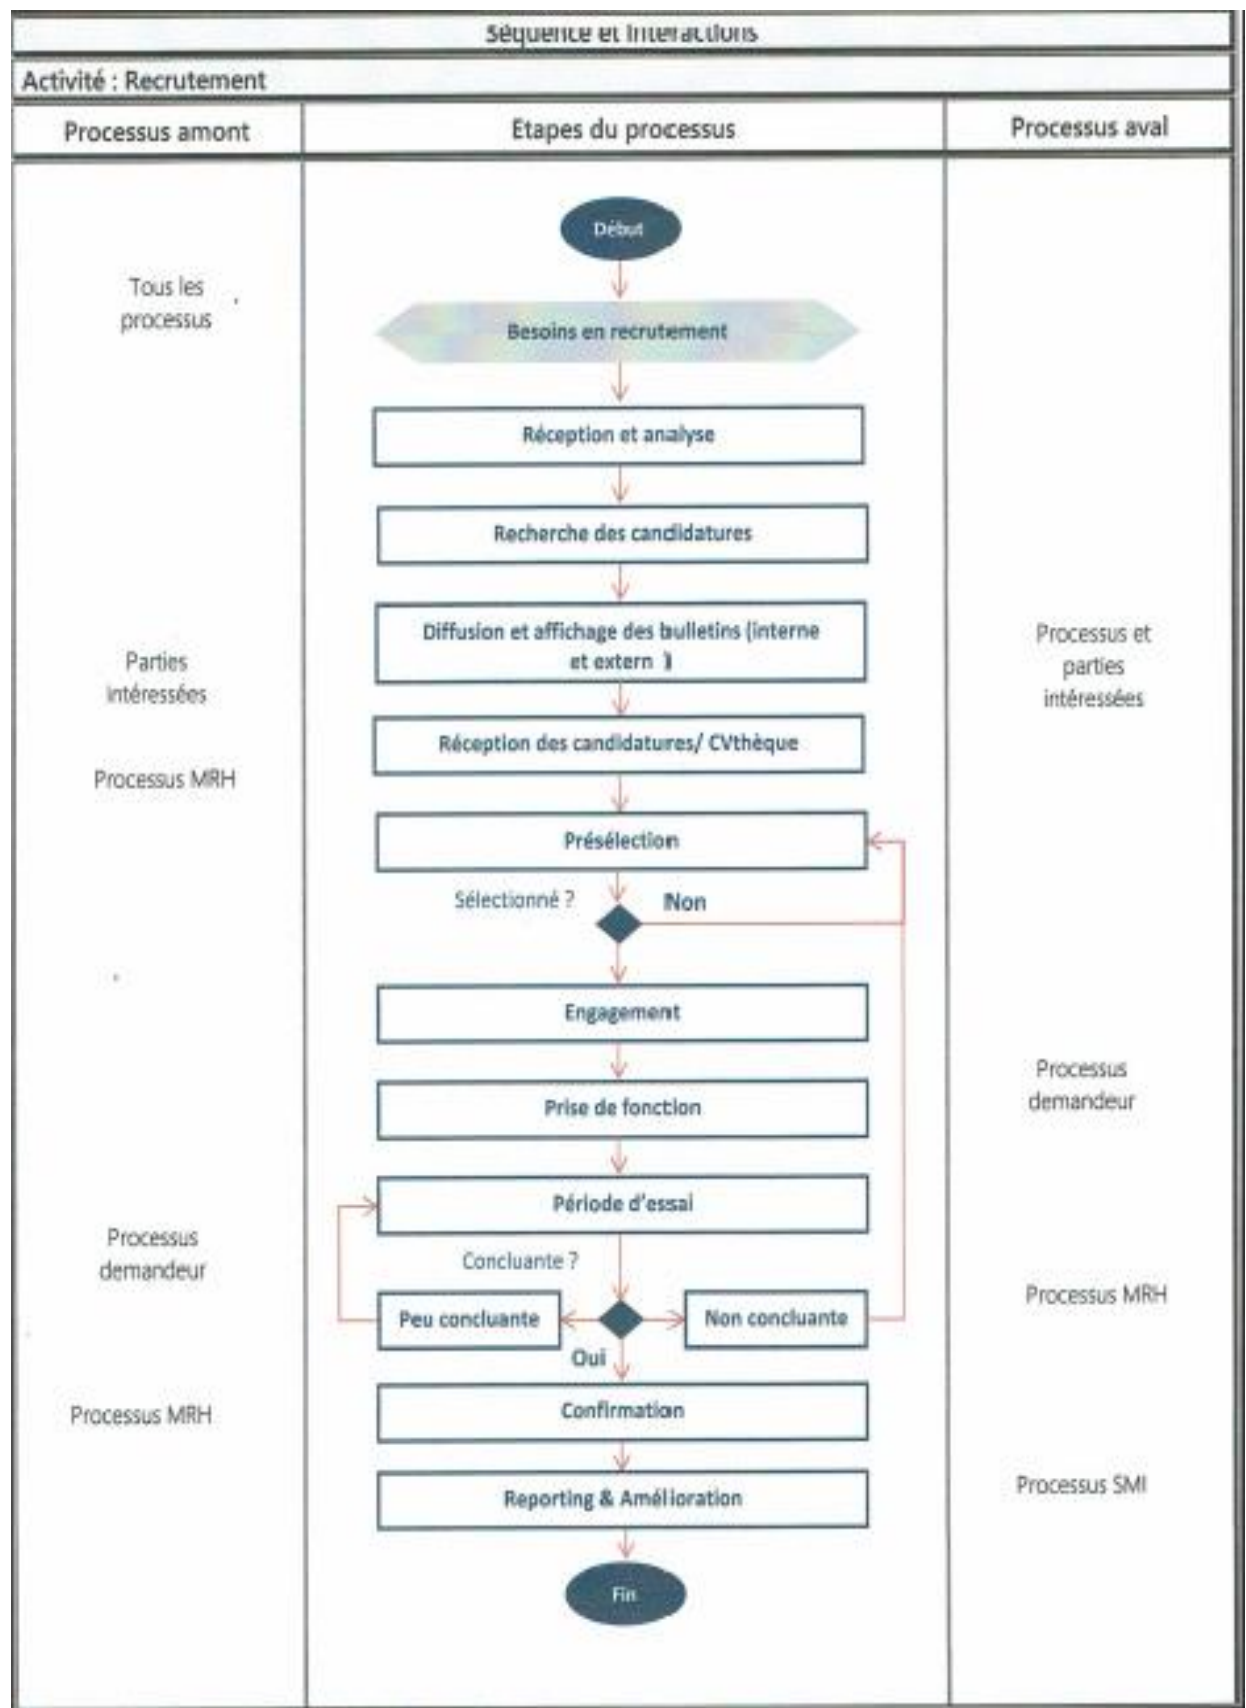 Séquence et Interactions
Activité : Recrutement
Processus amont
Etapes du processus
Processus aval
Début
Tous les
processus
Besoins en recrutement
Réception et analyse
Recherche des candidatures
Diffusion et affichage des bulletins (interne
et extern )
Processus et
parties
intéressées
Parties
intéressées
Réception des candidatures/ CVthèque
Processus MRH
Présélection
Sélectionné ?
Non
Engagement
Processus
demandeur
Prise de fonction
Période d'essai
Processus
demandeur
Concluante ?
Processus MRH
Peu concluante
Non concluante
Oui
Confirmation
Processus MRH
Reporting & Amélioration
Processus SMI
Fin